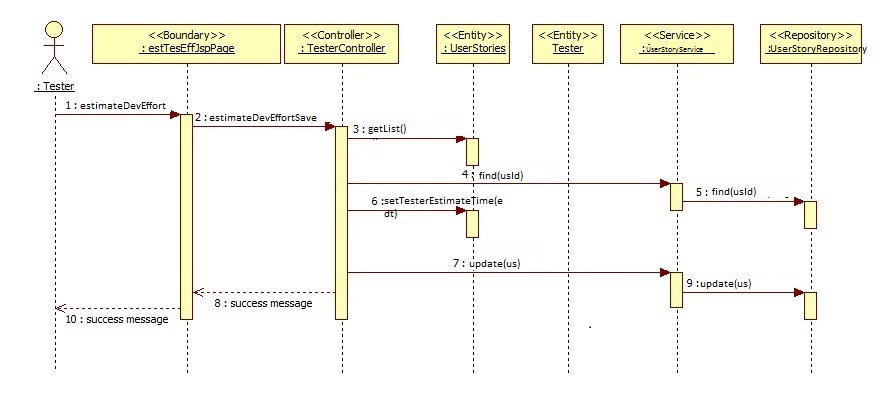 <<Boundary>>
: estTesEffJspPage
<<Controller>>
: TesterController
<<Entity>>
: UserStories
<<Entity>>
Tester
<<Service>>
:UserStoryService
<<Repository>>
:UserStoryRepository
: Tester
1 : estimateDevEffort
2 : estimateDevEffortSave
3 : getList()
4 : find(usId)
5 : find(usId)
6 :setTesterEstimateTime(e
dt)
7 : update(us)
9 :update(us)
8 : success message
10 : success message